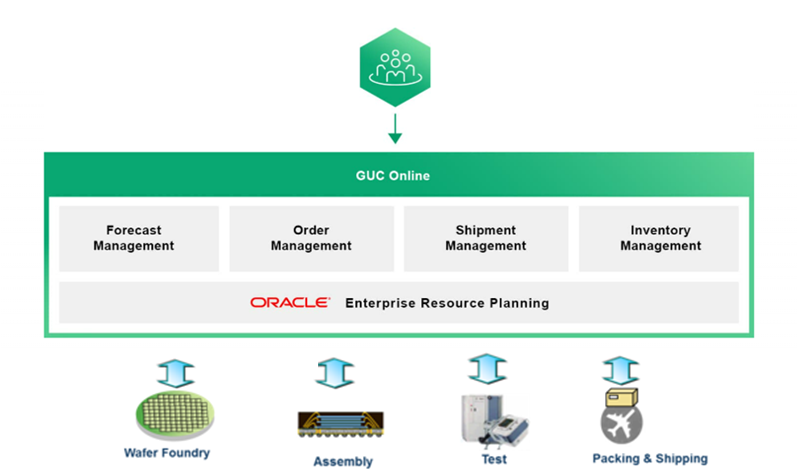 GUC Online
Forecast
Management
Order
Management
Shipment
Management
Inventory
Management
ORACLE® Enterprise Resource Planning
Wafer Foundry
Assembly
Test
Packing & Shipping